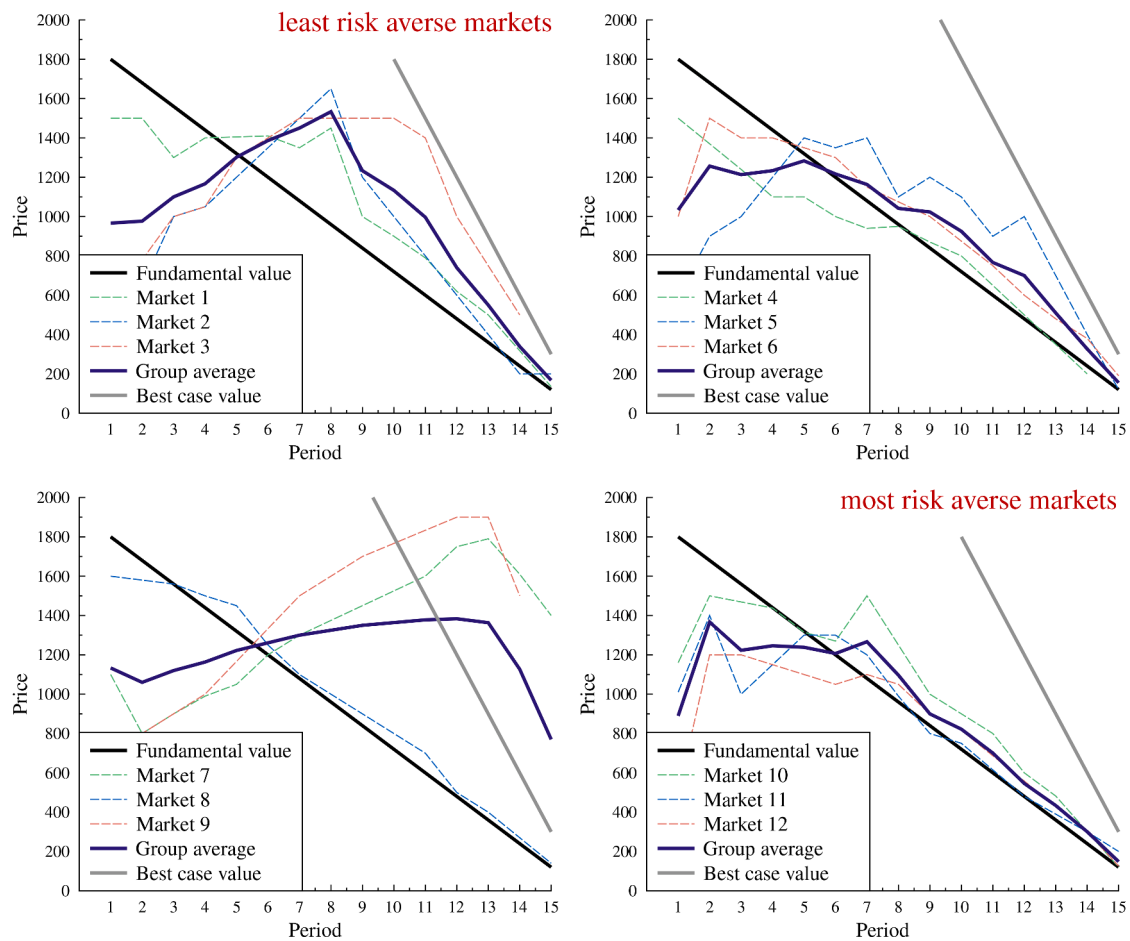 least risk averse markets
2000
1800
1600
1400
1200
1000
800
600
400
200
0
Price
Fundamental value
Market 1
Market 2
Market 3
Group average
Best case value
1 2 3 4 5 6 7 8 9 10 11 12 13 14 15
Period
2000
1800
1600
1400
1200
1000
800
600
400
200
0
Price
Fundamental value
Market 4
Market 5
Market 6
Group average
Best case value
1 2 3 4 5 6 7 8 9 10 11 12 13 14 15
Period
2000
1800
1600
1400
1200
1000
800
600
400
200
0
Price
Fundamental value
Market 7
Market 8
Market 9
Group average
Best case value
1 2 3 4 5 6 7 8 9 10 11 12 13 14 15
Period
most risk averse markets
2000
1800
1600
1400
1200
1000
800
600
400
200
0
Price
Fundamental value
Market 10
Market 11
Market 12
Group average
Best case value
1 2 3 4 5 6 7 8 9 10 11 12 13 14 15
Period